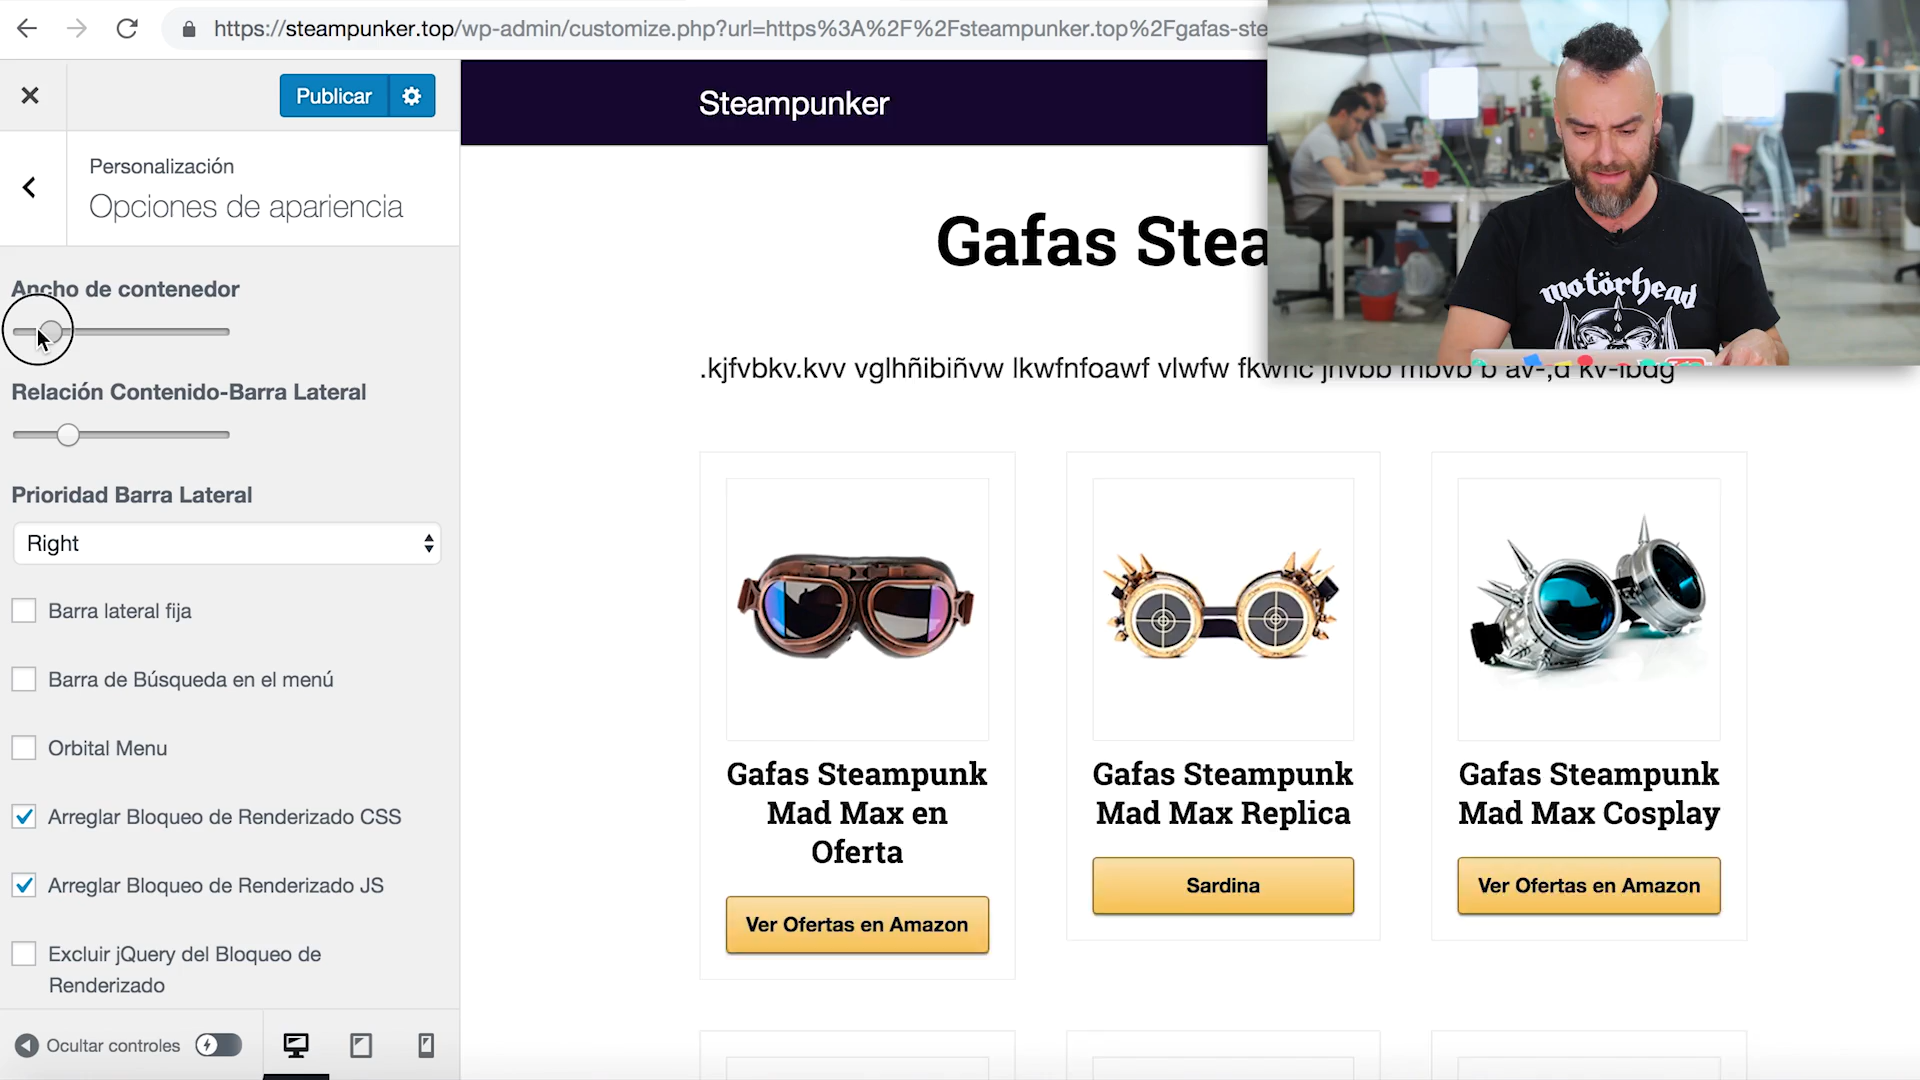 https://steampunker.top/wp-admin/customize.php?url=https%3A%2F%2Fsteampunker.top%2Fgafas-ste
Publicar
Personalización
Opciones de apariencia
Ancho de contenedor
Relación Contenido-Barra Lateral
Prioridad Barra Lateral
Right
Barra lateral fija
Barra de Búsqueda en el menú
Orbital Menu
Arreglar Bloqueo de Renderizado CSS
Arreglar Bloqueo de Renderizado JS
Excluir jQuery del Bloqueo de
Renderizado
Ocultar controles
Steampunker
Gafas Stea
motörhead
.kjfvbkv.kvv vglhñibiñvw lkwfnfoawf vlwfw
Gafas Steampunk
Mad Max en
Oferta
Ver Ofertas en Amazon
Gafas Steampunk
Mad Max Replica
Sardina
Gafas Steampunk
Mad Max Cosplay
Ver Ofertas en Amazon